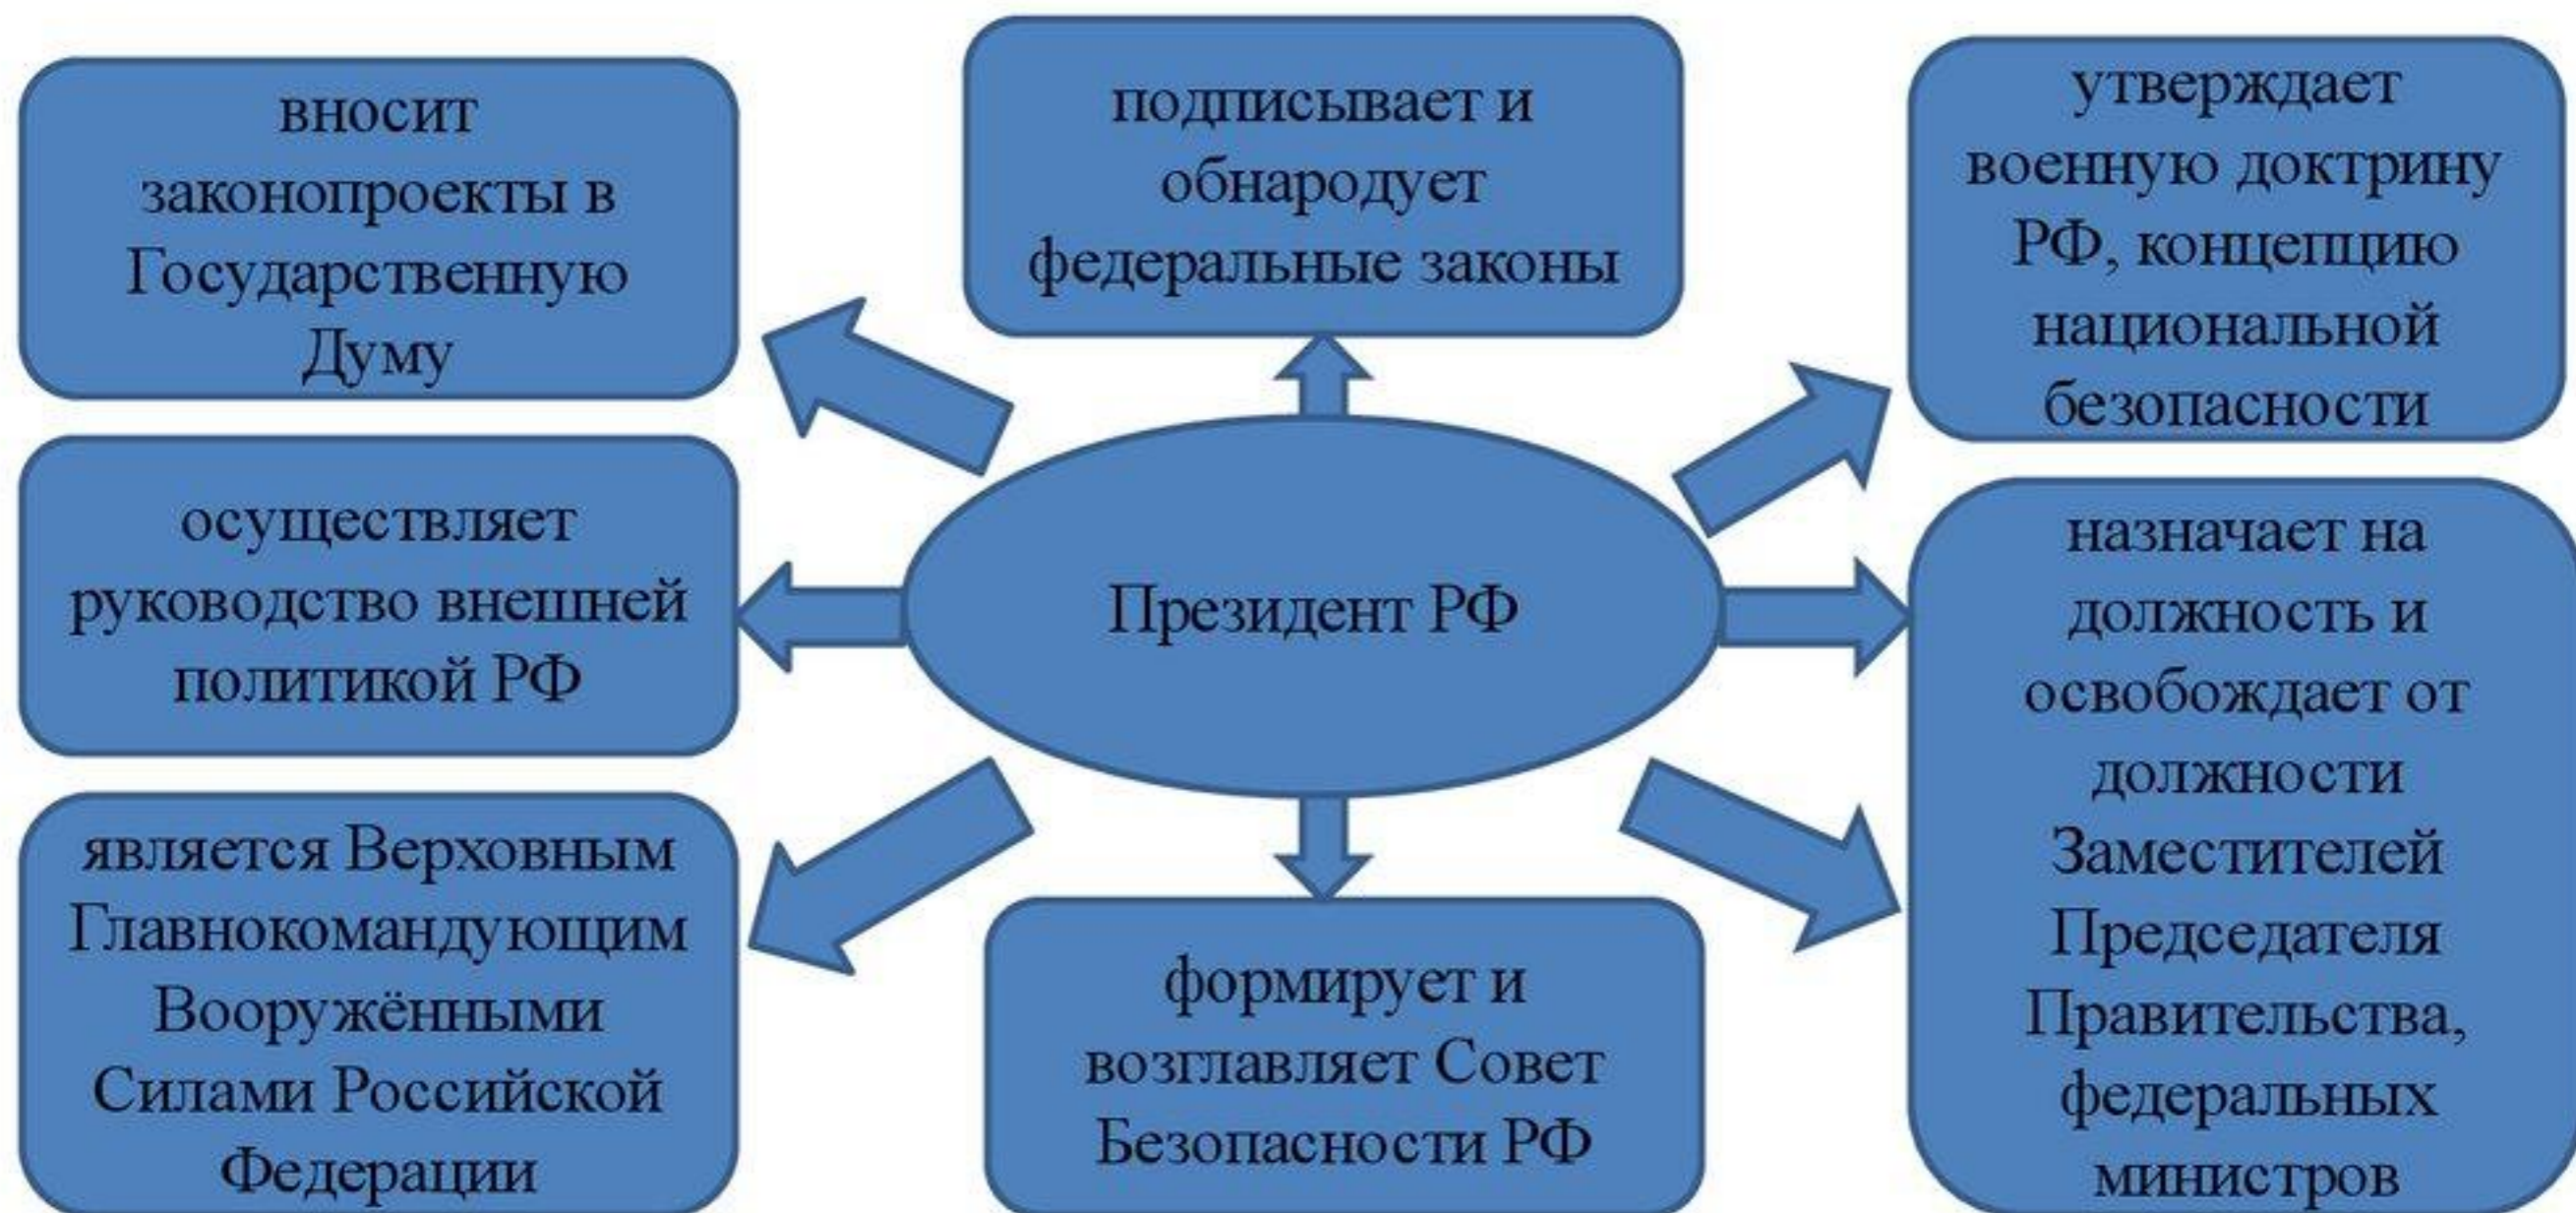 вносит
законопроекты в
Государственную
Думу
подписывает и
обнародует
федеральные законы
утверждает
военную доктрину
РФ, концепцию
национальной
безопасности
осуществляет
руководство внешней
политикой РФ
Президент РФ
назначает на
должность и
освобождает от
должности
Заместителей
Председателя
Правительства,
федеральных
министров
является Верховным
Главнокомандующим
Вооружёнными
Силами Российской
Федерации
формирует и
возглавляет Совет
Безопасности РФ